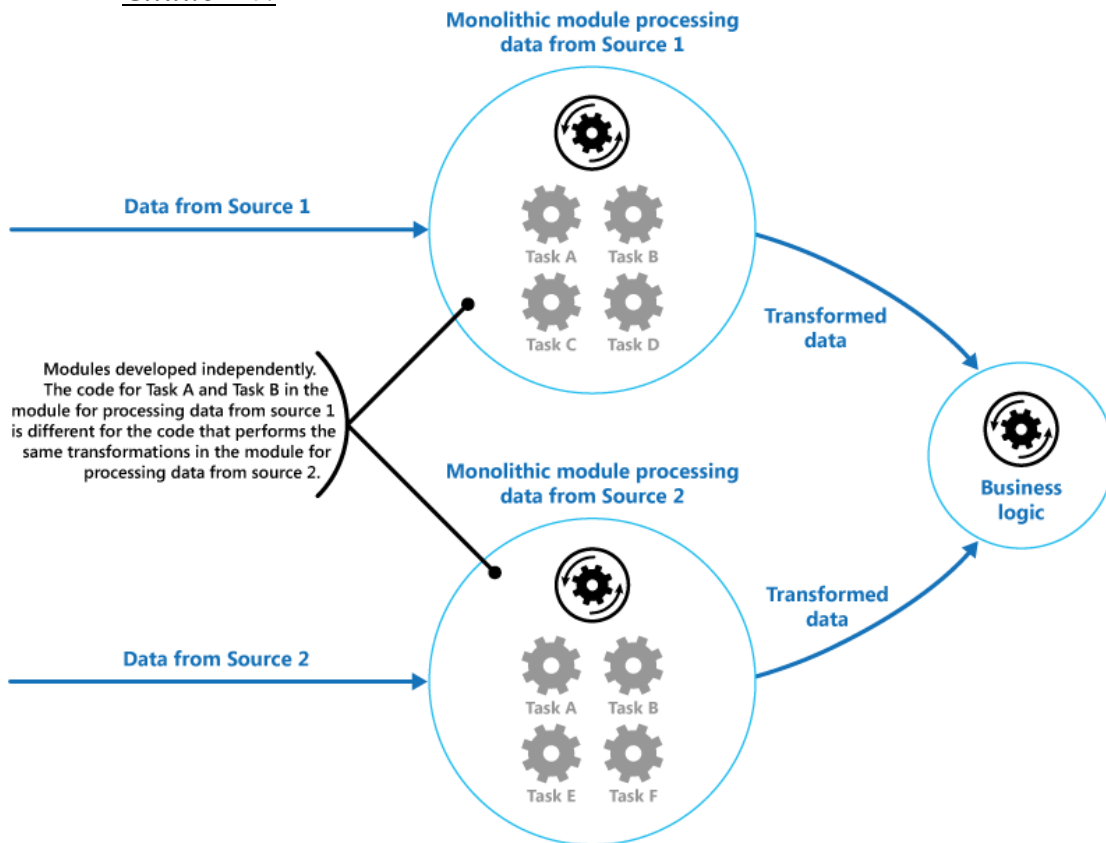 Monolithic module processing
data from Source 1
Data from Source 1
Task A
Task B
Task C
Task D
Transformed
data
Modules developed independently.
The code for Task A and Task B in the
module for processing data from source 1
is different for the code that performs the
same transformations in the module for
processing data from source 2.
Business
logic
Monolithic module processing
data from Source 2
Data from Source 2
Task A
Task B
Task E
Task F
Transformed
data